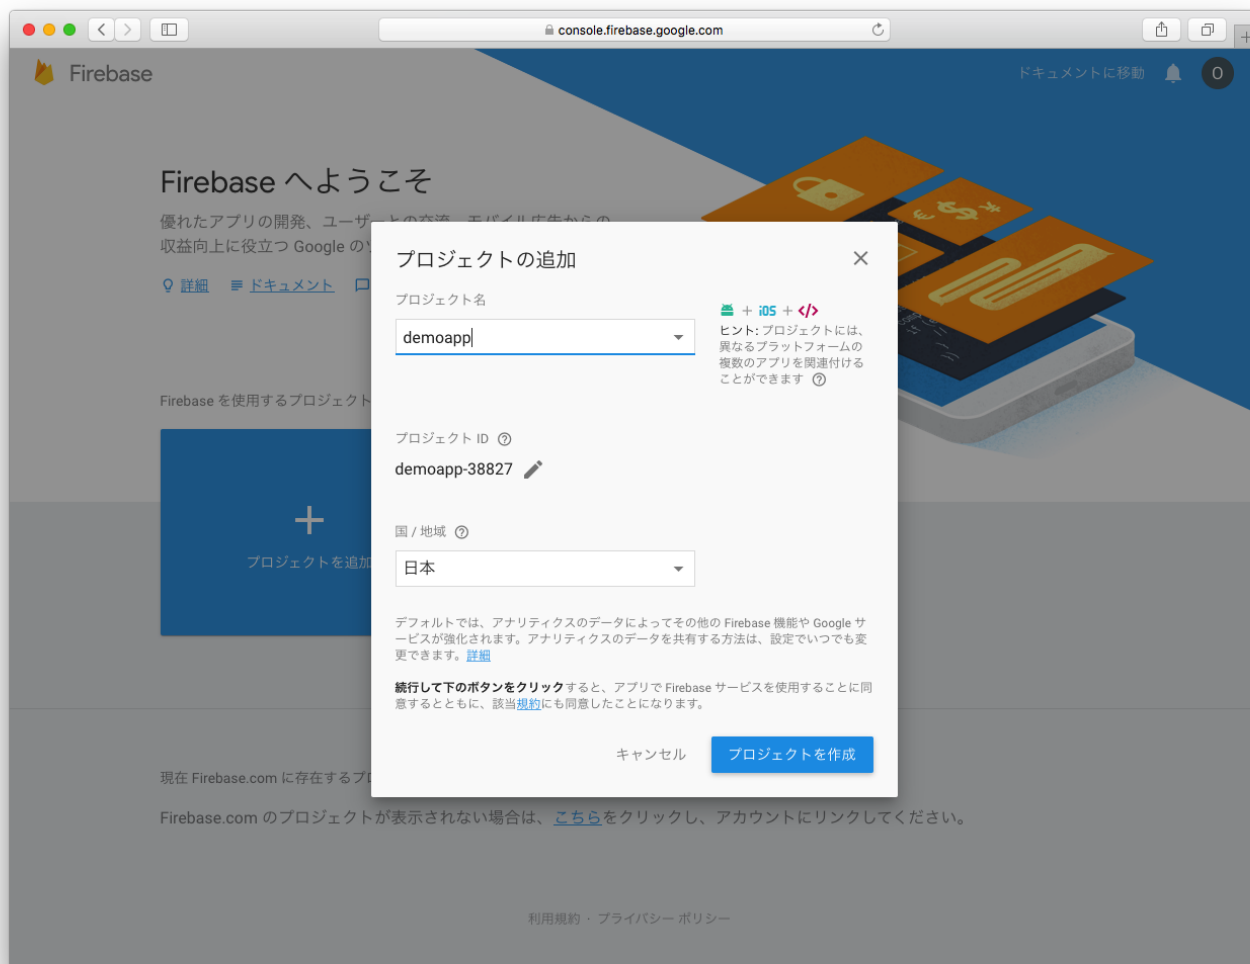 console.firebase.google.com
Firebase
ドキュメントに移動
O
Firebase へようこそ
優れたアプリの開発、ユーザーとの交流、モバイル広告からの
収益向上に役立つ Google の
詳細
ドキュメント
プロジェクトの追加
プロジェクト名
demoapp
+ iOS + </>
ヒント: プロジェクトには、
異なるプラットフォームの
複数のアプリを関連付ける
ことができます
Firebase を使用するプロジェクト
プロジェクト ID
demoapp-38827
プロジェクトを追加
国 / 地域
日本
デフォルトでは、アナリティクスのデータによってその他の Firebase 機能や Google サ
ービスが強化されます。アナリティクスのデータを共有する方法は、設定でいつでも変
更できます。詳細
続行して下のボタンをクリックすると、アプリで Firebase サービスを使用することに同
意するとともに、該当規約にも同意したことになります。
キャンセル
プロジェクトを作成
現在 Firebase.com に存在するプロ
Firebase.com のプロジェクトが表示されない場合は、こちらをクリックし、アカウントにリンクしてください。
利用規約 · プライバシー ポリシー